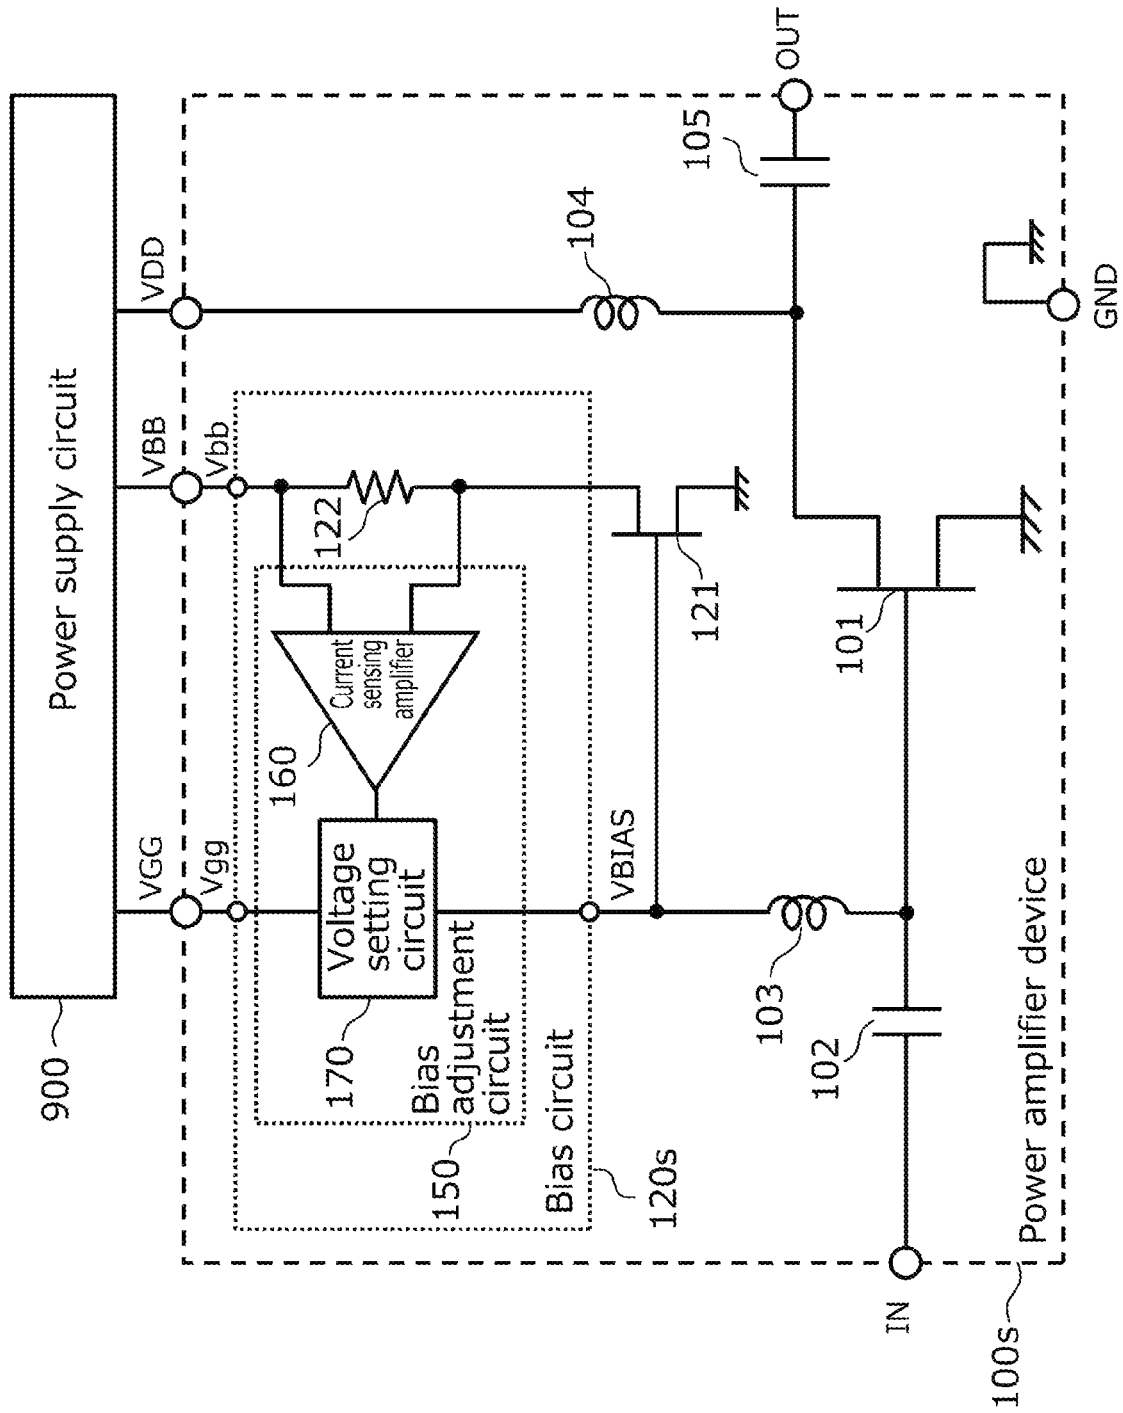 900
Power supply circuit
VGG
VBB
VDD
Vgg
Vbb
160
122
Current
sensing
amplifier
Voltage
setting
circuit
170
Bias
adjustment
circuit
150
Bias circuit
120s
VBIAS
121
104
105
OUT
103
102
101
IN
GND
Power amplifier device
100s